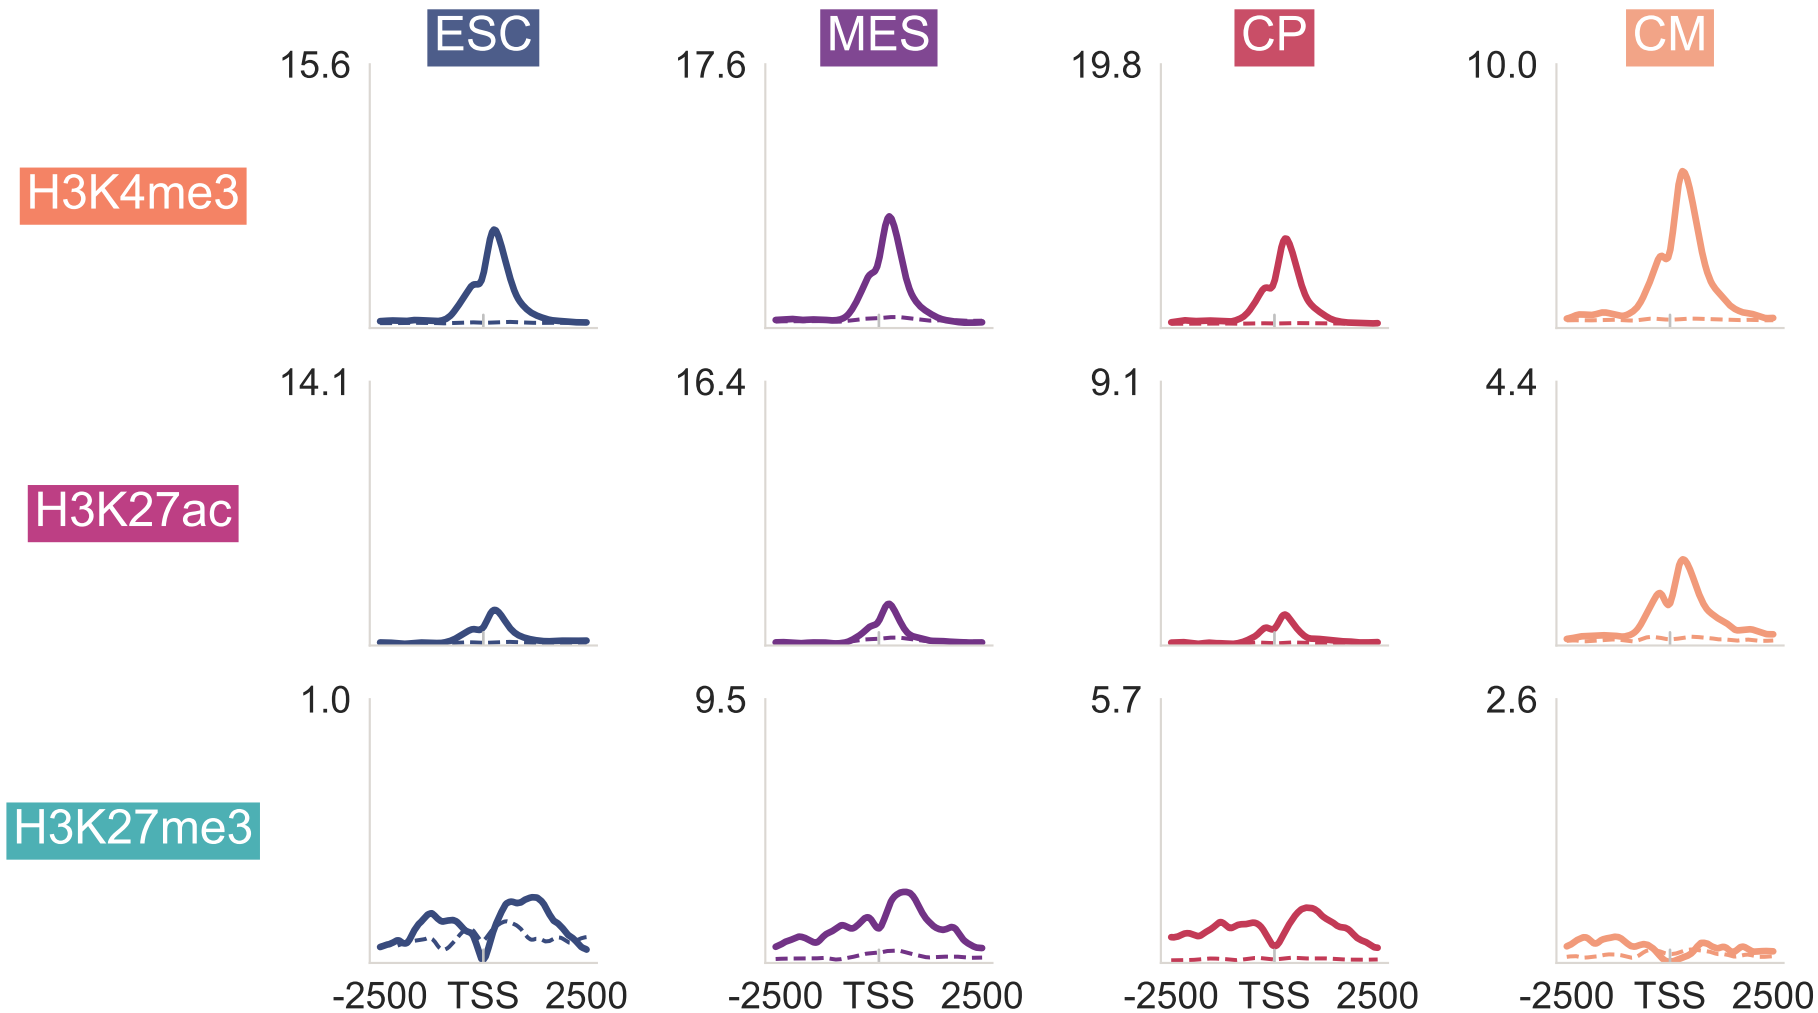 ESC MES CP CM
15.6 17.6 19.8 10.0
H3K4me3
14.1 16.4 9.1 4.4
H3K27ac
1.0 9.5 5.7 2.6
H3K27me3
-2500 TSS 2500 -2500 TSS 2500 -2500 TSS 2500 -2500 TSS 2500